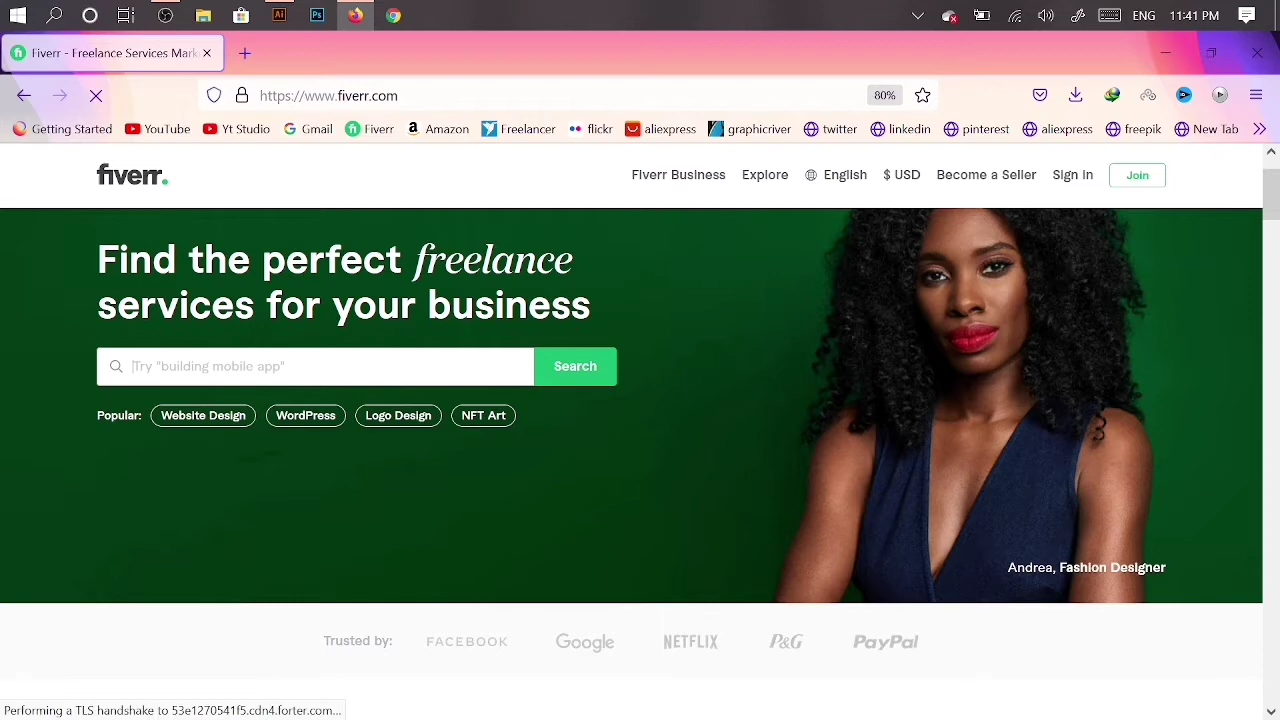 ENG 11:41 PM
Fiverr - Freelance Services Mark
https://www.fiverr.com 80%
Getting Started YouTube Yt Studio Gmail Fiverr Amazon Freelancer flickr aliexpress graphicriver twitter linkedin pinterest aliexpress freepik New Tab
fiverr. Fiverr Business Explore English $ USD Become a Seller Sign In Join
Find the perfect freelance
services for your business
Try "building mobile app" Search
Popular: Website Design WordPress Logo Design NFT Art
Andrea, Fashion Designer
Trusted by: FACEBOOK Google NETFLIX P&G PayPal
Performing a TLS handshake to 53e1270541f5.cdn4.forter.com...